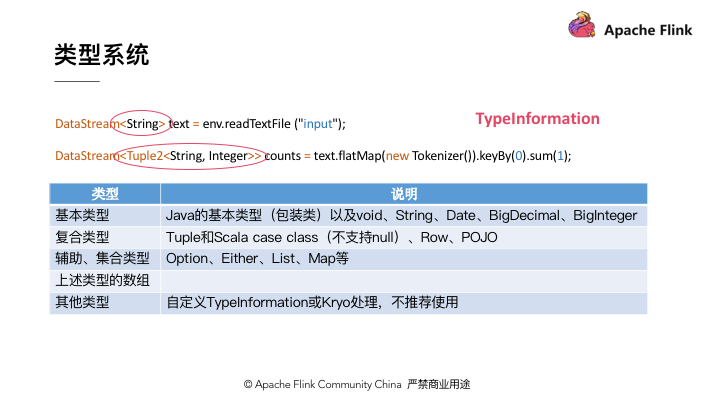 Apache Flink
类型系统
DataStream<String> text = env.readTextFile ("input");
TypeInformation
DataStream<Tuple2<String, Integer>> counts = text.flatMap(new Tokenizer()).keyBy(0).sum(1);
类型 说明
基本类型 Java的基本类型（包装类）以及void、String、Date、BigDecimal、BigInteger
复合类型 Tuple和Scala case class（不支持null）、Row、POJO
辅助、集合类型 Option、Either、List、Map等
上述类型的数组
其他类型 自定义TypeInformation或Kryo处理，不推荐使用
© Apache Flink Community China 严禁商业用途